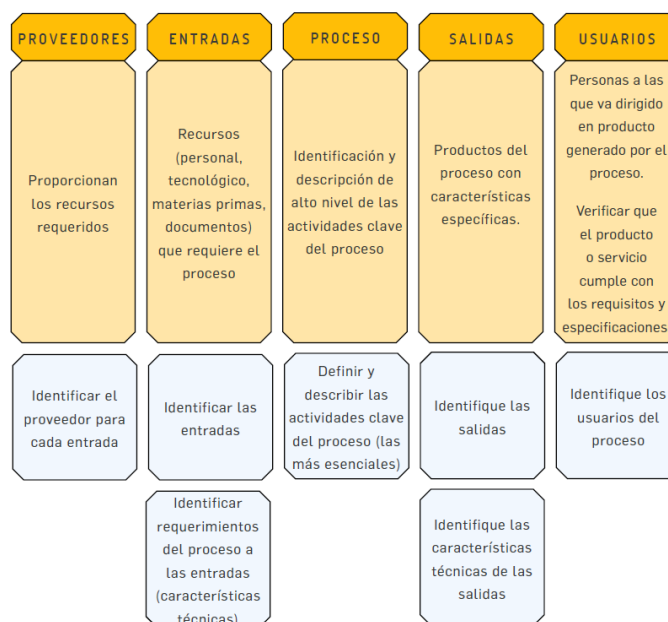 PROVEEDORES
ENTRADAS
PROCESO
SALIDAS
USUARIOS
Proporcionan
los recursos
requeridos
Recursos
(personal,
tecnológico,
materias primas,
documentos)
que requiere el
proceso
Identificación y
descripción de
alto nivel de las
actividades clave
del proceso
Productos del
proceso con
características
específicas.
Personas a las
que va dirigido
en producto
generado por el
proceso.
Verificar que
el producto
o servicio
cumple con
los requisitos y
especificaciones
Identificar el
proveedor para
cada entrada
Identificar las
entradas
Definir y
describir las
actividades clave
del proceso (las
más esenciales)
Identifique las
salidas
Identifique los
usuarios del
proceso
Identificar
requerimientos
del proceso a
las entradas
(características
técnicas)
Identifique las
características
técnicas de las
salidas